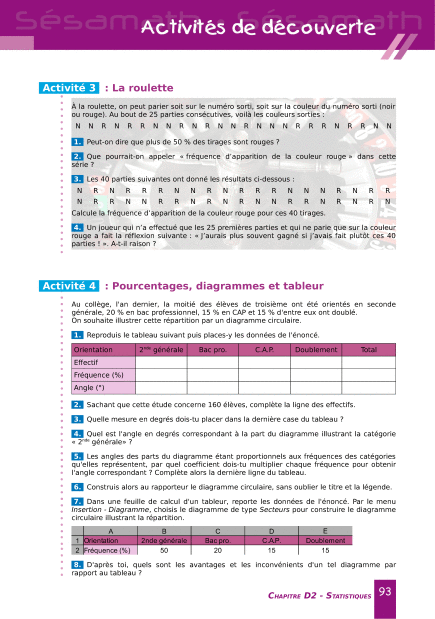 Sésamath Sésamath Sésamath
Activités de découverte
Activité 3 : La roulette
À la roulette, on peut parier soit sur le numéro sorti, soit sur la couleur du numéro sorti (noir
ou rouge). Au bout de 25 parties consécutives, voilà les couleurs sorties :
N N R N R R N N R N R N N R N N N R R N R R N N
1. Peut-on dire que plus de 50 % des tirages sont rouges ?
2. Que pourrait-on appeler « fréquence d'apparition de la couleur rouge » dans cette
série ?
3. Les 40 parties suivantes ont donné les résultats ci-dessous :
N R N R R R N N R N R R R N N N R N R R
N R N R R R N R N R N N N R R N R N R N
Calcule la fréquence d'apparition de la couleur rouge pour ces 40 tirages.
4. Un joueur qui n'a effectué que les 25 premières parties et qui ne parie que sur la couleur
rouge a fait la réflexion suivante : « J'aurais plus souvent gagné si j'avais fait plutôt ces 40
parties ! ». A-t-il raison ?
Activité 4 : Pourcentages, diagrammes et tableur
Au collège, l'an dernier, la moitié des élèves de troisième ont été orientés en seconde
générale, 20 % en bac professionnel, 15 % en CAP et 15 % d'entre eux ont doublé.
On souhaite illustrer cette répartition par un diagramme circulaire.
1. Reproduis le tableau suivant puis places-y les données de l'énoncé.
Orientation 2nde générale Bac pro. C.A.P. Doublement Total
Effectif
Fréquence (%)
Angle (°)
2. Sachant que cette étude concerne 160 élèves, complète la ligne des effectifs.
3. Quelle mesure en degrés dois-tu placer dans la dernière case du tableau ?
4. Quel est l'angle en degrés correspondant à la part du diagramme illustrant la catégorie
« 2nde générale» ?
5. Les angles des parts du diagramme étant proportionnels aux fréquences des catégories
qu'elles représentent, par quel coefficient dois-tu multiplier chaque fréquence pour obtenir
l'angle correspondant ? Complète alors la dernière ligne du tableau.
6. Construis alors au rapporteur le diagramme circulaire, sans oublier le titre et la légende.
7. Dans une feuille de calcul d'un tableur, reporte les données de l'énoncé. Par le menu
Insertion - Diagramme, choisis le diagramme de type Secteurs pour construire le diagramme
circulaire illustrant la répartition.
A B C D E
1 Orientation 2nde générale Bac pro. C.A.P. Doublement
2 Fréquence (%) 50 20 15 15
8. D'après toi, quels sont les avantages et les inconvénients d'un tel diagramme par
rapport au tableau ?
CHAPITRE D2 - STATISTIQUES 93